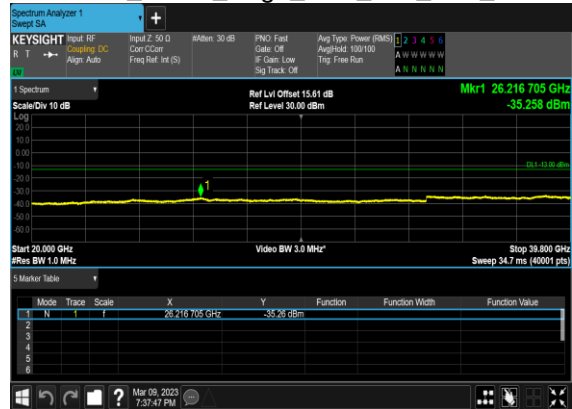 Spectrum Analyzer 1
Swept SA
+
KEYSIGHT
R T
Input: RF
Coupling: DC
Align: Auto
Input Z: 50 Ω
Corr CCorr
Freq Ref: Int (S)
#Atten: 30 dB
PNO: Fast
Gate: Off
IF Gain: Low
Sig Track: Off
Avg Type: Power (RMS)
Avg|Hold: 100/100
Trig: Free Run
1 2 3 4 5 6
A W W W W W
A N N N N N
1 Spectrum
Scale/Div 10 dB
Ref Lvl Offset 15.61 dB
Ref Level 30.00 dBm
Mkr1 26.216 705 GHz
-35.258 dBm
Log
20.0
10.0
0.00
-10.0
DL1 -13.00 dBm
-20.0
1
-30.0
-40.0
-50.0
-60.0
Start 20.000 GHz
#Res BW 1.0 MHz
Video BW 3.0 MHz*
Stop 39.800 GHz
Sweep 34.7 ms (40001 pts)
5 Marker Table
Mode Trace Scale X Y Function Function Width Function Value
1 N 1 f 26.216 705 GHz -35.26 dBm
2
3
4
5
6
?
Mar 09, 2023
7:37:47 PM